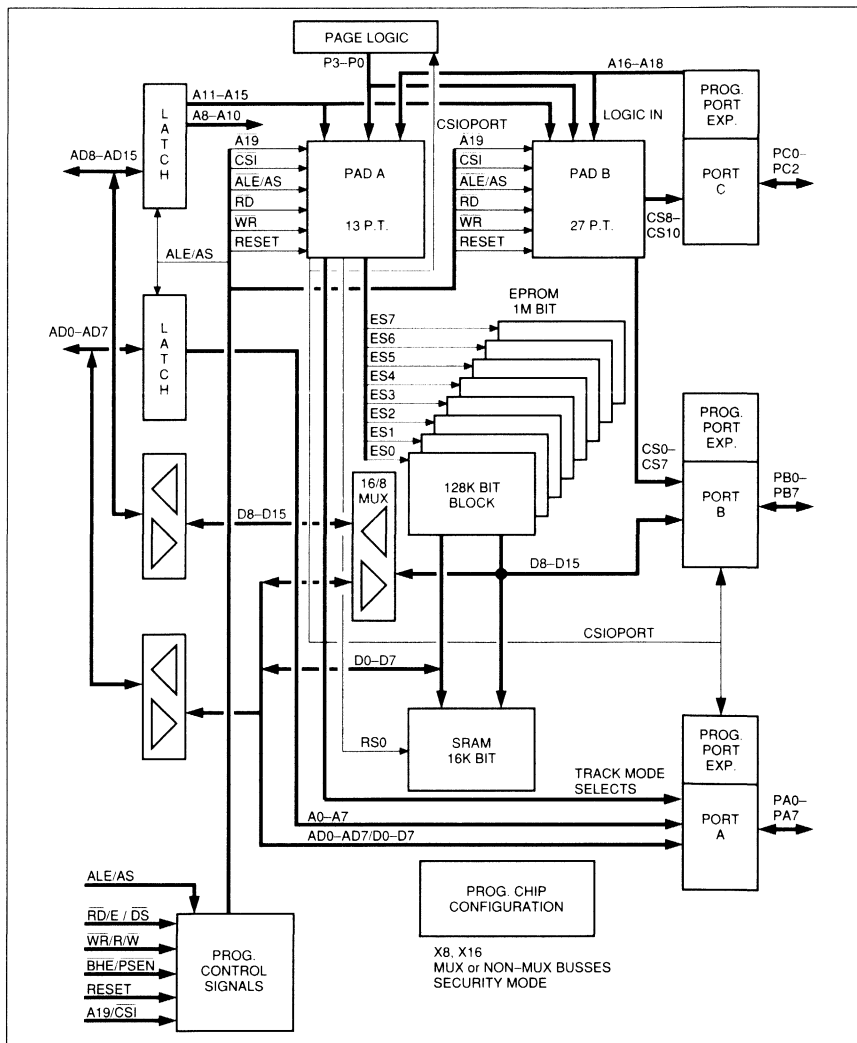 PAGE LOGIC
P3–P0
A16–A18
PROG.
PORT
EXP.
A11–A15
A8–A10
LATCH
CSIOPORT
LOGIC IN
AD8–AD15
A19
CSI
ALE/AS
RD
WR
RESET
PAD A
13 P.T.
A19
CSI
ALE/AS
RD
WR
RESET
PAD B
27 P.T.
PORT
C
PC0–
PC2
CS8–
CS10
ALE/AS
AD0–AD7
LATCH
EPROM
1M BIT
ES7
ES6
ES5
ES4
ES3
ES2
ES1
ES0
128K BIT
BLOCK
16/8
MUX
D8–D15
CS0–
CS7
PROG.
PORT
EXP.
PORT
B
PB0–
PB7
D8–D15
CSIOPORT
D0–D7
RS0
SRAM
16K BIT
TRACK MODE
SELECTS
A0–A7
AD0–AD7/D0–D7
PROG.
PORT
EXP.
PORT
A
PA0–
PA7
ALE/AS
R̅D̅/E / D̅S̅
W̅R̅/R/W̅
B̅H̅E̅/P̅S̅E̅N̅
RESET
A19/C̅S̅I̅
PROG.
CONTROL
SIGNALS
PROG. CHIP
CONFIGURATION
X8, X16
MUX or NON–MUX BUSSES
SECURITY MODE